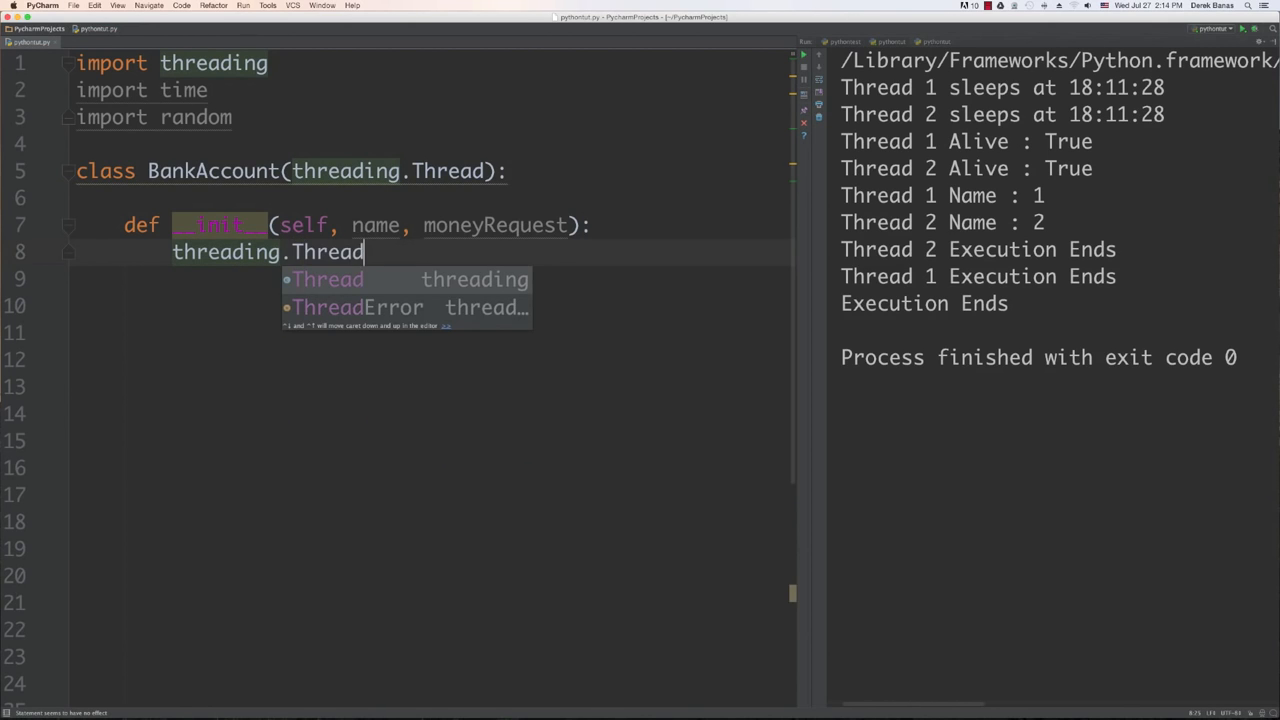 PyCharm File Edit View Navigate Code Refactor Run Tools VCS Window Help
10 Wed Jul 27 2:14 PM Derek Banas
pythontut.py - PycharmProjects - [~/PycharmProjects]
PycharmProjects pythontut.py
pythontut
pythontut.py
Run: pythontest pythontut pythontut
1 import threading
2 import time
3 import random
4
5 class BankAccount(threading.Thread):
6
7 def __init__(self, name, moneyRequest):
8 threading.Thread
9
10
11
12
13
14
15
16
17
18
19
20
21
22
23
24
Thread threading
ThreadError thread…
^↓ and ^↑ will move caret down and up in the editor >>
/Library/Frameworks/Python.framework/
Thread 1 sleeps at 18:11:28
Thread 2 sleeps at 18:11:28
Thread 1 Alive : True
Thread 2 Alive : True
Thread 1 Name : 1
Thread 2 Name : 2
Thread 2 Execution Ends
Thread 1 Execution Ends
Execution Ends
Process finished with exit code 0
Statement seems to have no effect
8:25 LF‡ UTF-8‡